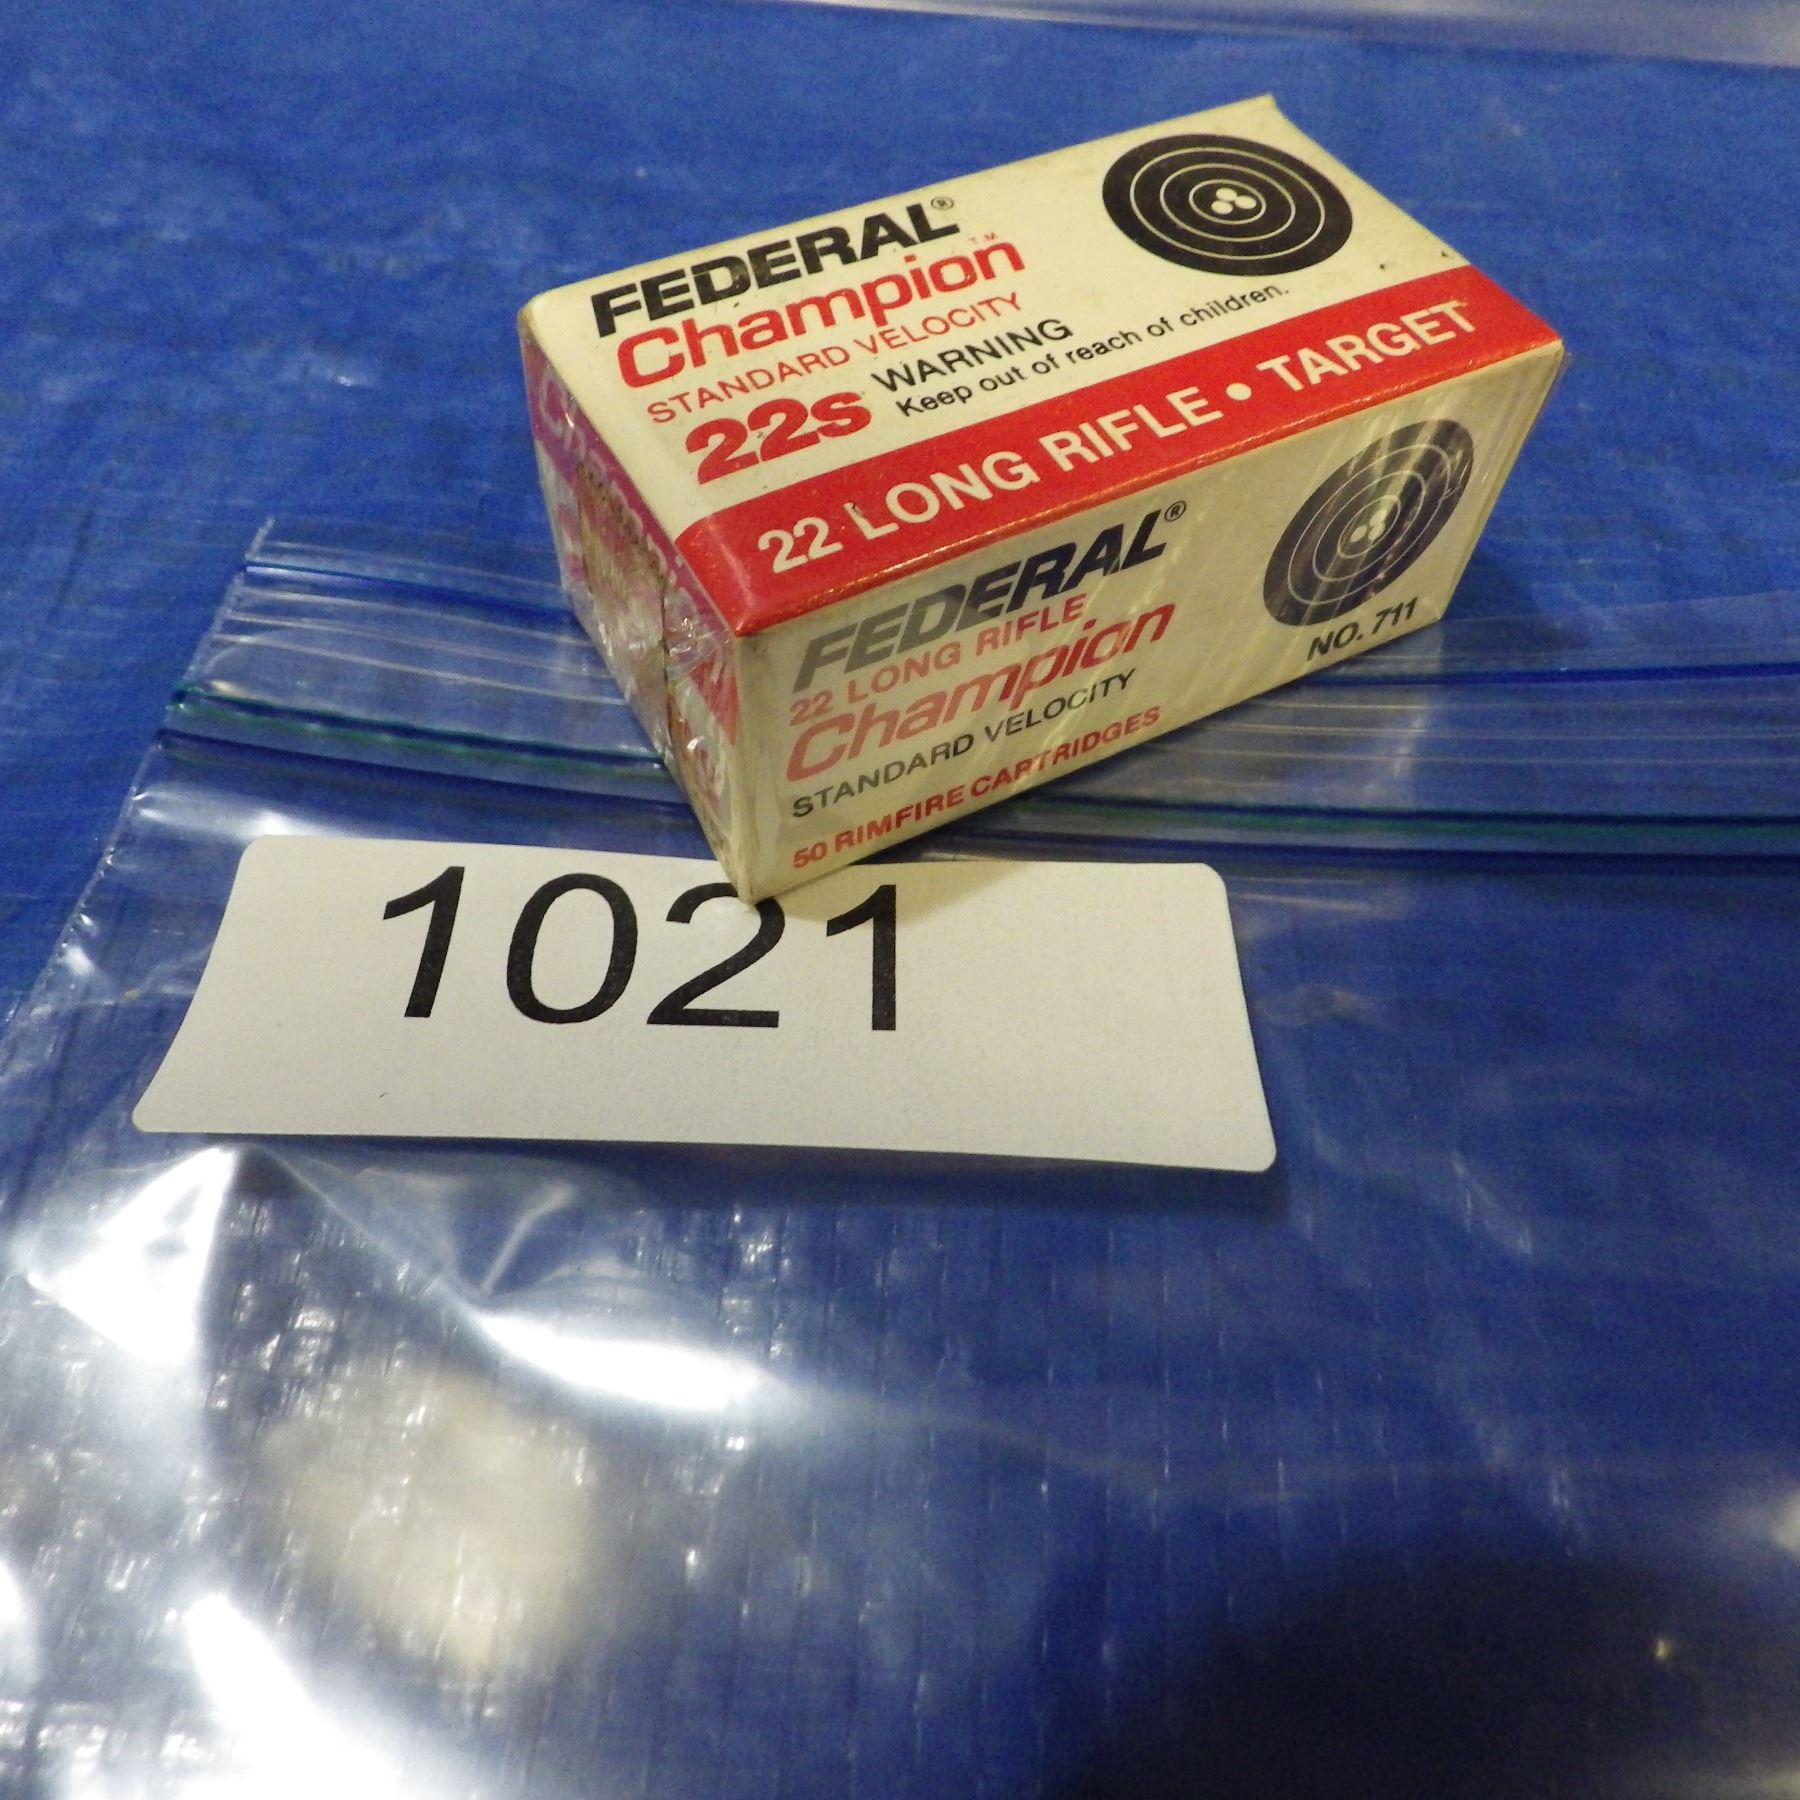 FEDERAL®
Champion™
STANDARD VELOCITY
22s WARNING
Keep out of reach of children.
22 LONG RIFLE • TARGET
FEDERAL®
22 LONG RIFLE
Champion
STANDARD VELOCITY
50 RIMFIRE CARTRIDGES
NO. 711
1021